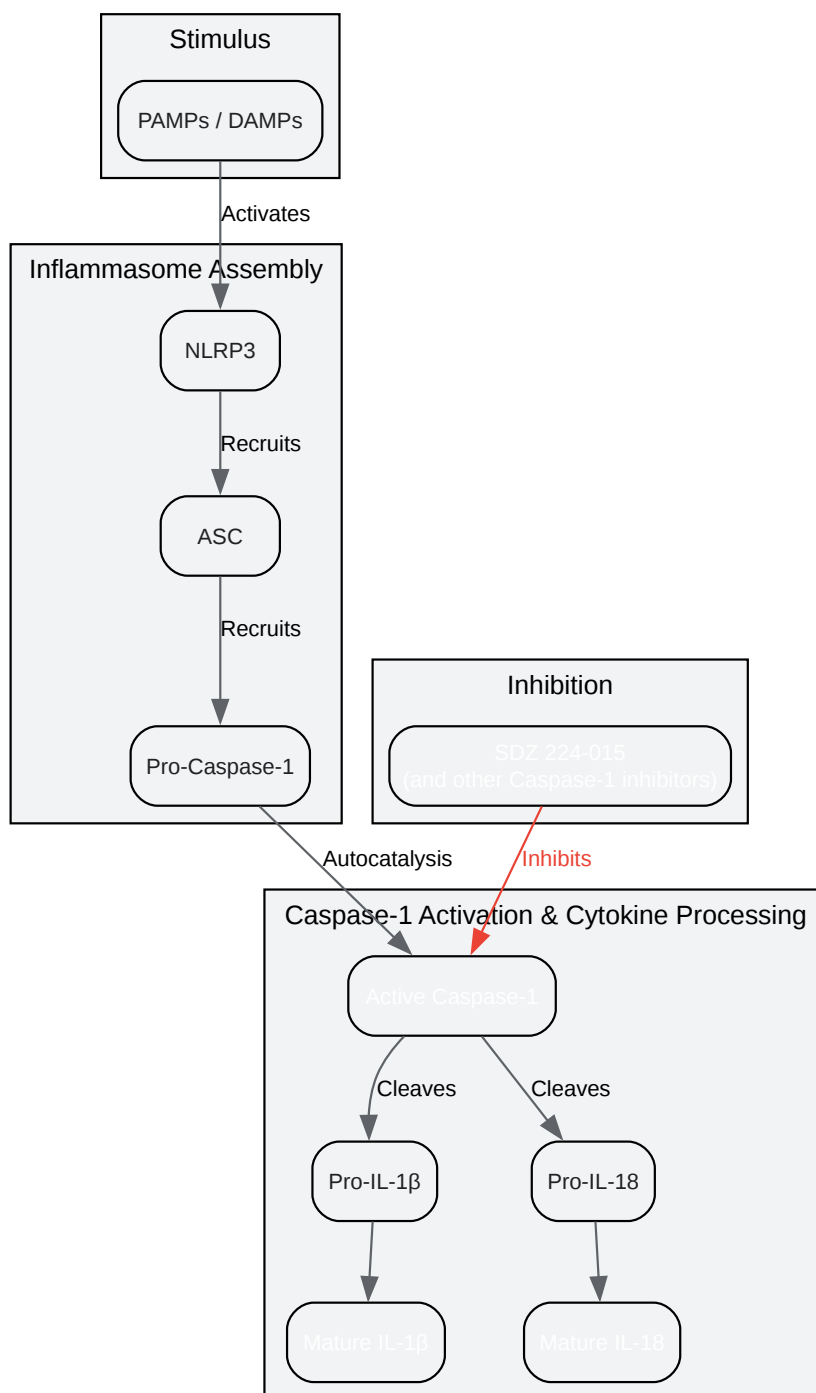 Stimulus
PAMPs / DAMPs
Activates
Inflammasome Assembly
NLRP3
Recruits
ASC
Recruits
Pro-Caspase-1
Inhibition
SDZ 224-015
(and other Caspase-1 inhibitors)
Autocatalysis
Inhibits
Caspase-1 Activation & Cytokine Processing
Active Caspase-1
Cleaves
Cleaves
Pro-IL-1β
Pro-IL-18
Mature IL-1β
Mature IL-18